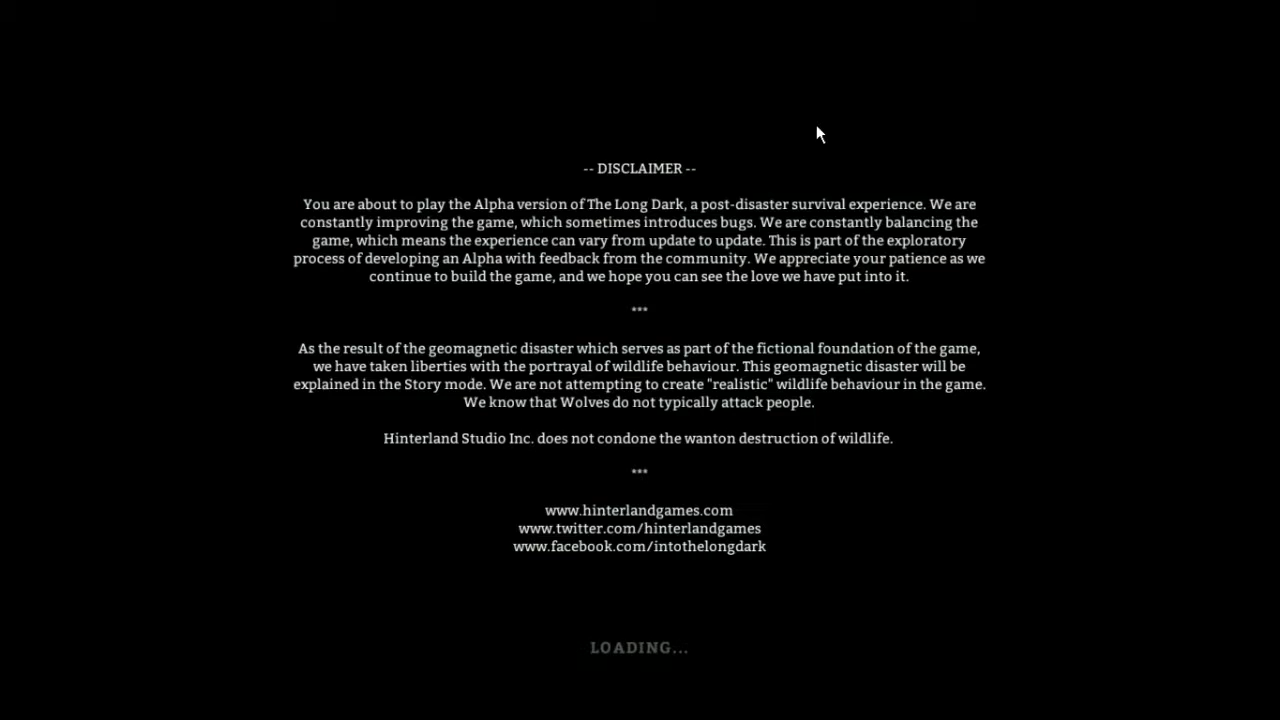 -- DISCLAIMER --
You are about to play the Alpha version of The Long Dark, a post-disaster survival experience. We are
constantly improving the game, which sometimes introduces bugs. We are constantly balancing the
game, which means the experience can vary from update to update. This is part of the exploratory
process of developing an Alpha with feedback from the community. We appreciate your patience as we
continue to build the game, and we hope you can see the love we have put into it.
***
As the result of the geomagnetic disaster which serves as part of the fictional foundation of the game,
we have taken liberties with the portrayal of wildlife behaviour. This geomagnetic disaster will be
explained in the Story mode. We are not attempting to create "realistic" wildlife behaviour in the game.
We know that Wolves do not typically attack people.
Hinterland Studio Inc. does not condone the wanton destruction of wildlife.
***
www.hinterlandgames.com
www.twitter.com/hinterlandgames
www.facebook.com/intothelongdark
LOADING...